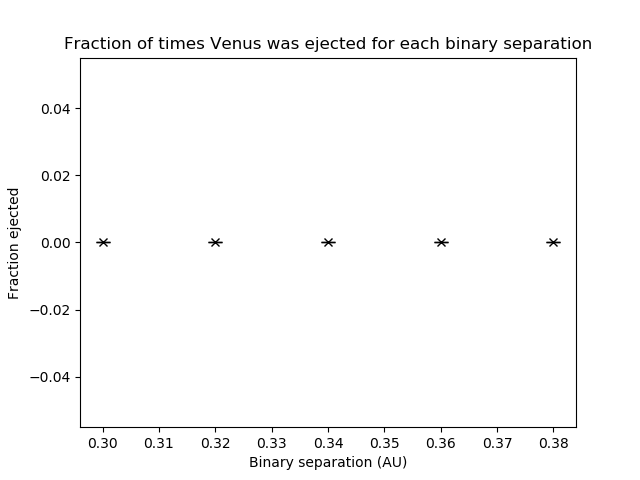 Fraction of times Venus was ejected for each binary separation
0.04
0.02
0.00
−0.02
−0.04
Fraction ejected
0.30 0.31 0.32 0.33 0.34 0.35 0.36 0.37 0.38
Binary separation (AU)